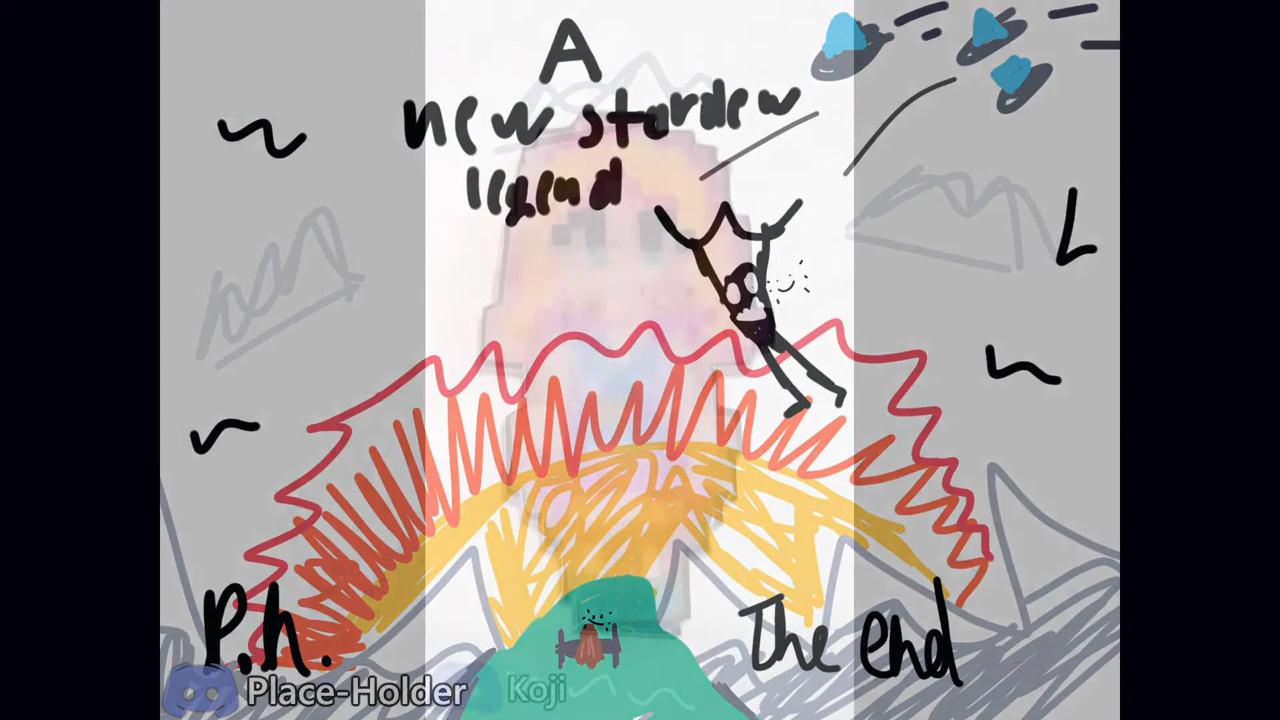 A
new stardew
legend
P.h.
The end
Place-Holder
Koji